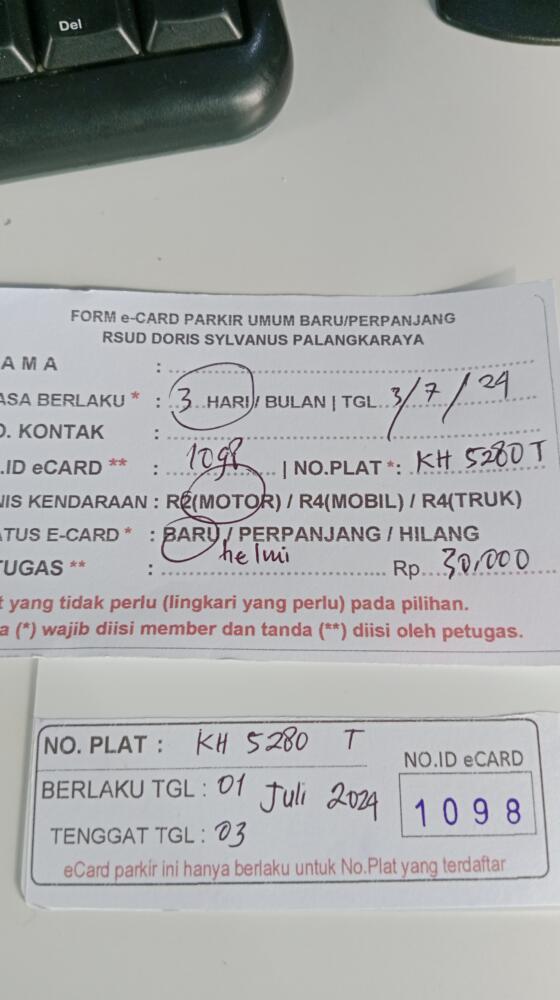 Del
FORM e-CARD PARKIR UMUM BARU/PERPANJANG
RSUD DORIS SYLVANUS PALANGKARAYA
AMA :
ASA BERLAKU * : 3 HARI / BULAN | TGL 3/7/24
O. KONTAK :
.ID eCARD ** : 1098 | NO.PLAT *: KH 5280 T
NIS KENDARAAN : R2(MOTOR) / R4(MOBIL) / R4(TRUK)
ATUS E-CARD * : BARU / PERPANJANG / HILANG
TUGAS ** : helmi Rp 30.000
t yang tidak perlu (lingkari yang perlu) pada pilihan.
a (*) wajib diisi member dan tanda (**) diisi oleh petugas.
NO. PLAT : KH 5280 T
BERLAKU TGL : 01 Juli 2024
TENGGAT TGL : 03
NO.ID eCARD
1098
eCard parkir ini hanya berlaku untuk No.Plat yang terdaftar